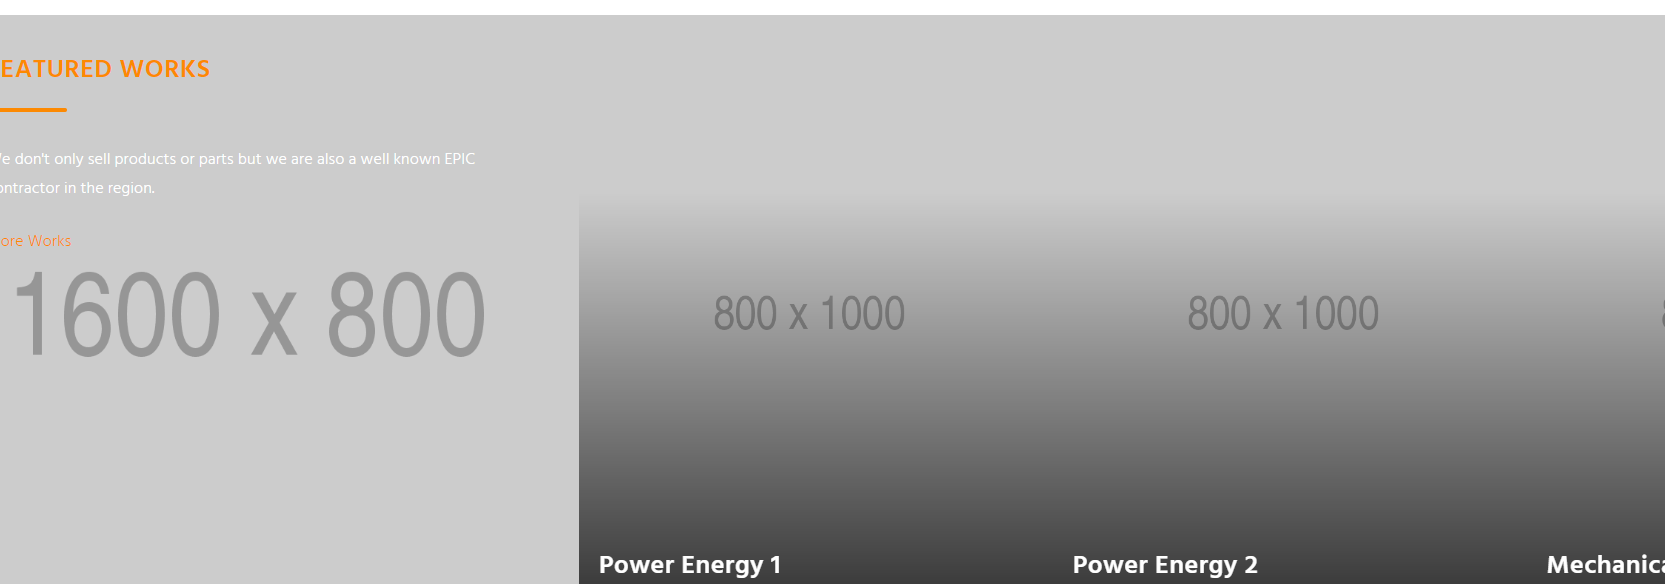 EATURED WORKS
e don't only sell products or parts but we are also a well known EPIC
ontractor in the region.
ore Works
1600 x 800
800 x 1000
800 x 1000
Power Energy 1
Power Energy 2
Mechanica